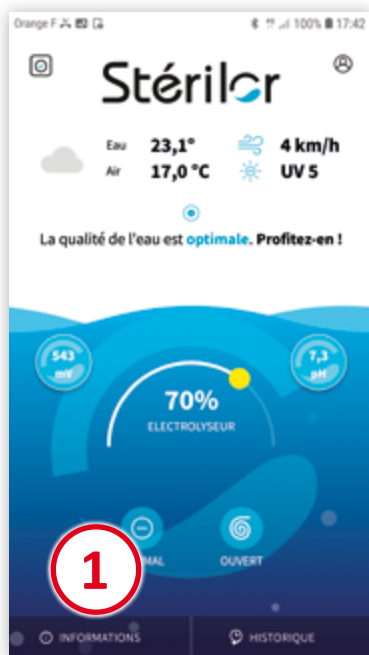 Orange F 100% 17:42
Stérilor
Eau 23,1° 4 km/h
Air 17,0 °C UV 5
La qualité de l'eau est optimale. Profitez-en !
543 mV
7,3 pH
70%
ELECTROLYSEUR
OUVERT
1
INFORMATIONS HISTORIQUE